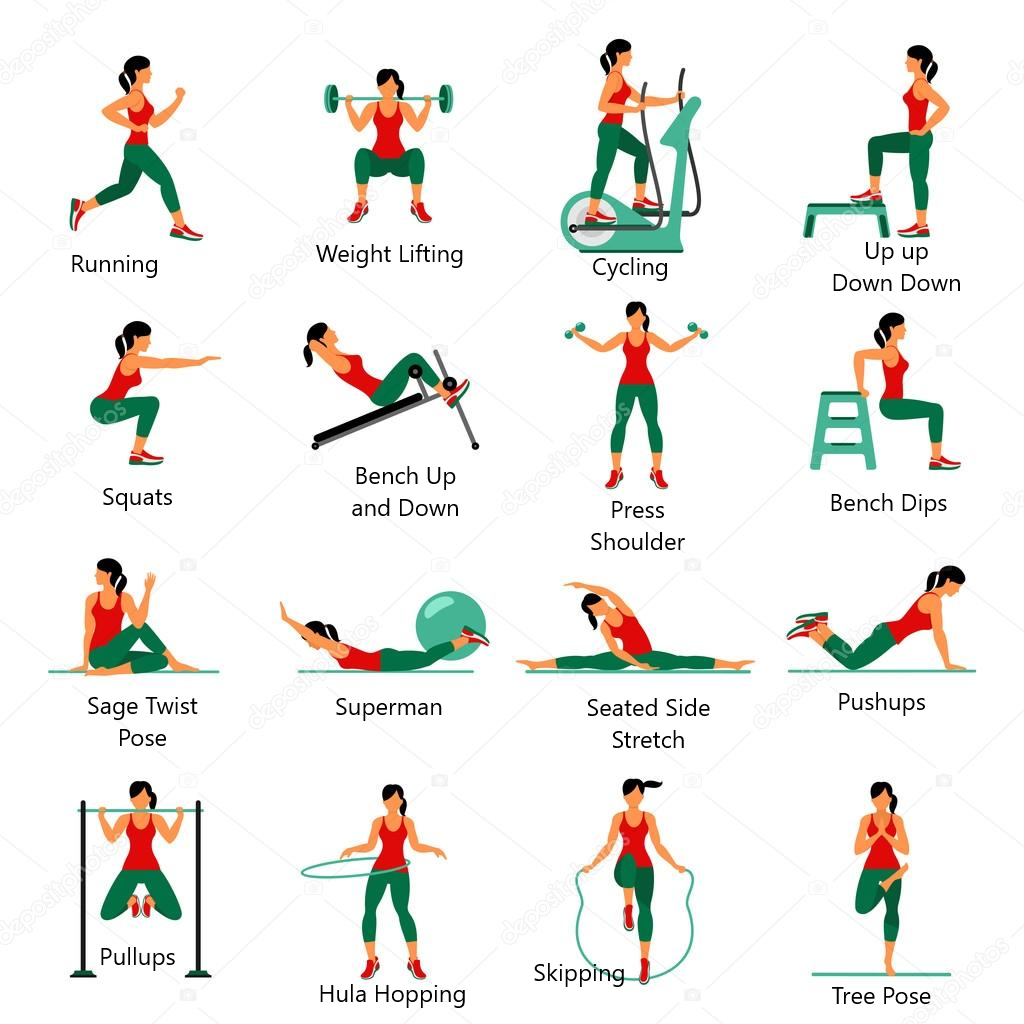 Running
Weight Lifting
Cycling
Up up
Down Down
Squats
Bench Up
and Down
Press
Shoulder
Bench Dips
Sage Twist
Pose
Superman
Seated Side
Stretch
Pushups
Pullups
Hula Hopping
Skipping
Tree Pose
depositphotos